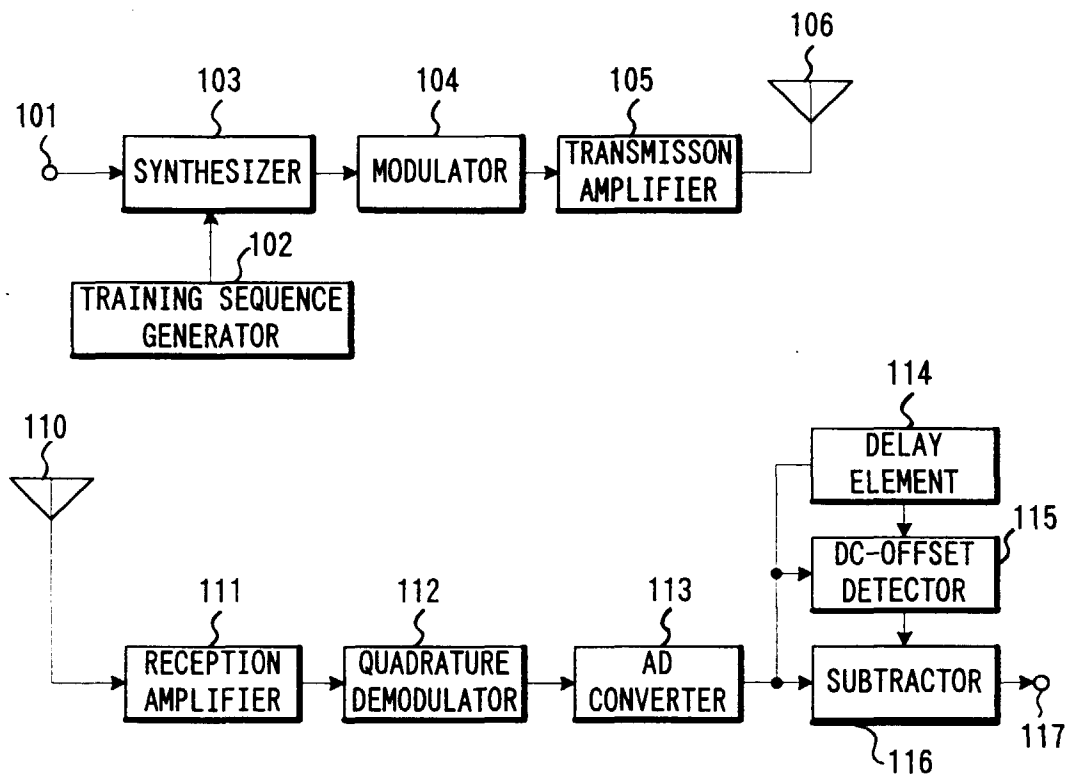 106
103
104
105
101
SYNTHESIZER
MODULATOR
TRANSMISSON
AMPLIFIER
102
TRAINING SEQUENCE
GENERATOR
114
110
DELAY
ELEMENT
115
DC-OFFSET
DETECTOR
111
112
113
RECEPTION
AMPLIFIER
QUADRATURE
DEMODULATOR
AD
CONVERTER
SUBTRACTOR
117
116